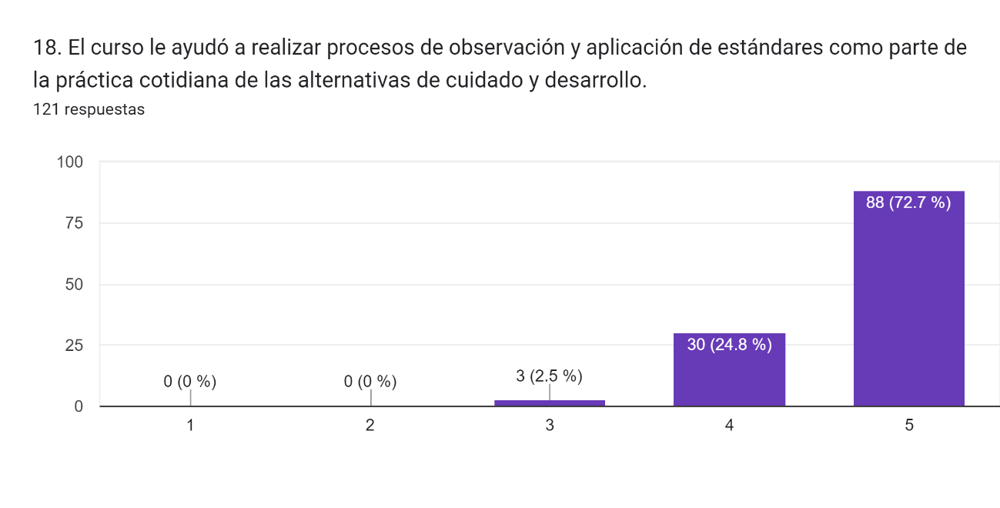 18. El curso le ayudó a realizar procesos de observación y aplicación de estándares como parte de
la práctica cotidiana de las alternativas de cuidado y desarrollo.
121 respuestas
100
75
50
25
0
0 (0 %)
0 (0 %)
3 (2.5 %)
30 (24.8 %)
88 (72.7 %)
1
2
3
4
5